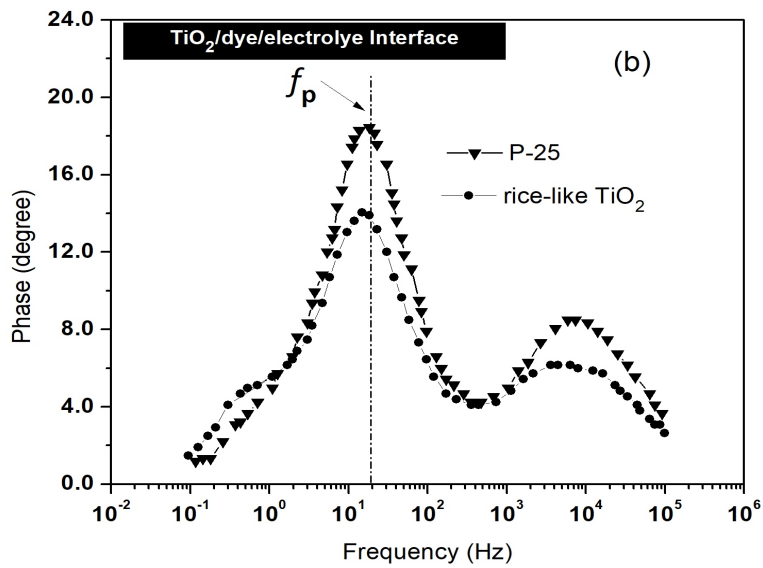 TiO2/dye/electrolye Interface
(b)
fp
P-25
rice-like TiO2
Phase (degree)
24.0
20.0
16.0
12.0
8.0
4.0
0.0
10-2 10-1 100 101 102 103 104 105 106
Frequency (Hz)